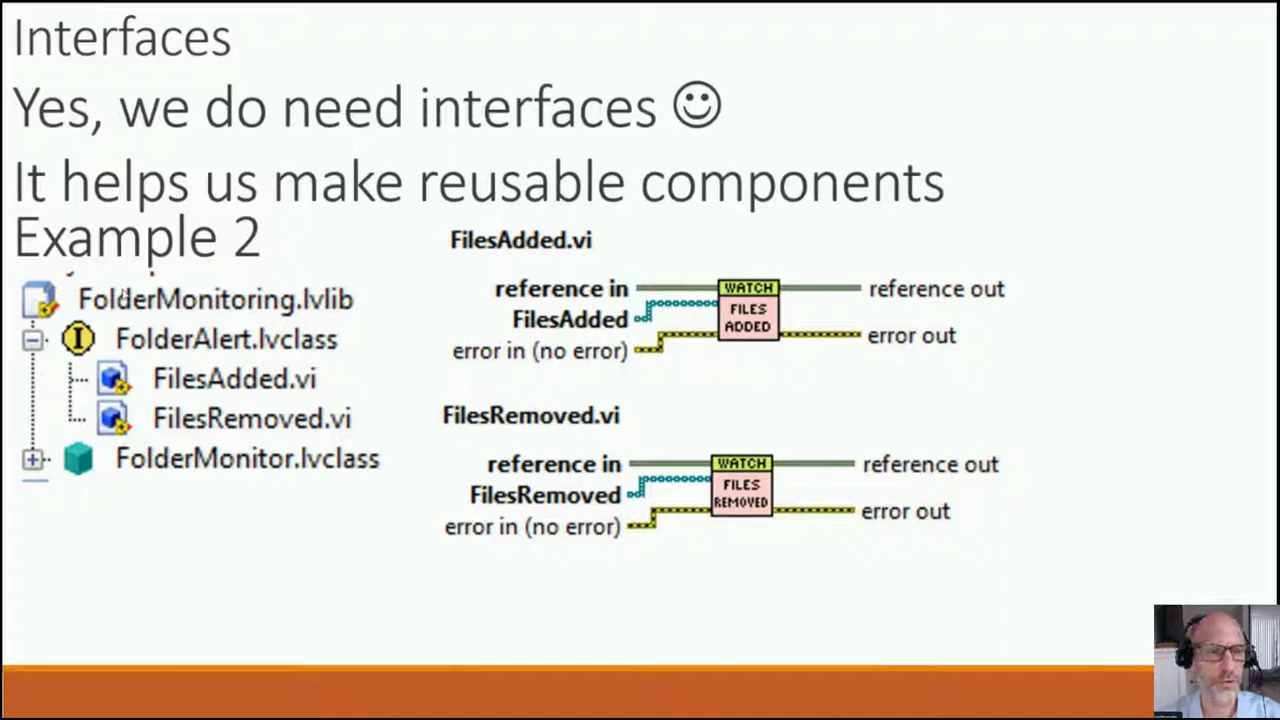 Interfaces
Yes, we do need interfaces ☺
It helps us make reusable components
Example 2
FolderMonitoring.lvlib
FolderAlert.lvclass
FilesAdded.vi
FilesRemoved.vi
FolderMonitor.lvclass
FilesAdded.vi
reference in
WATCH
reference out
FilesAdded
FILES
ADDED
error in (no error)
error out
FilesRemoved.vi
reference in
WATCH
reference out
FilesRemoved
FILES
REMOVED
error in (no error)
error out